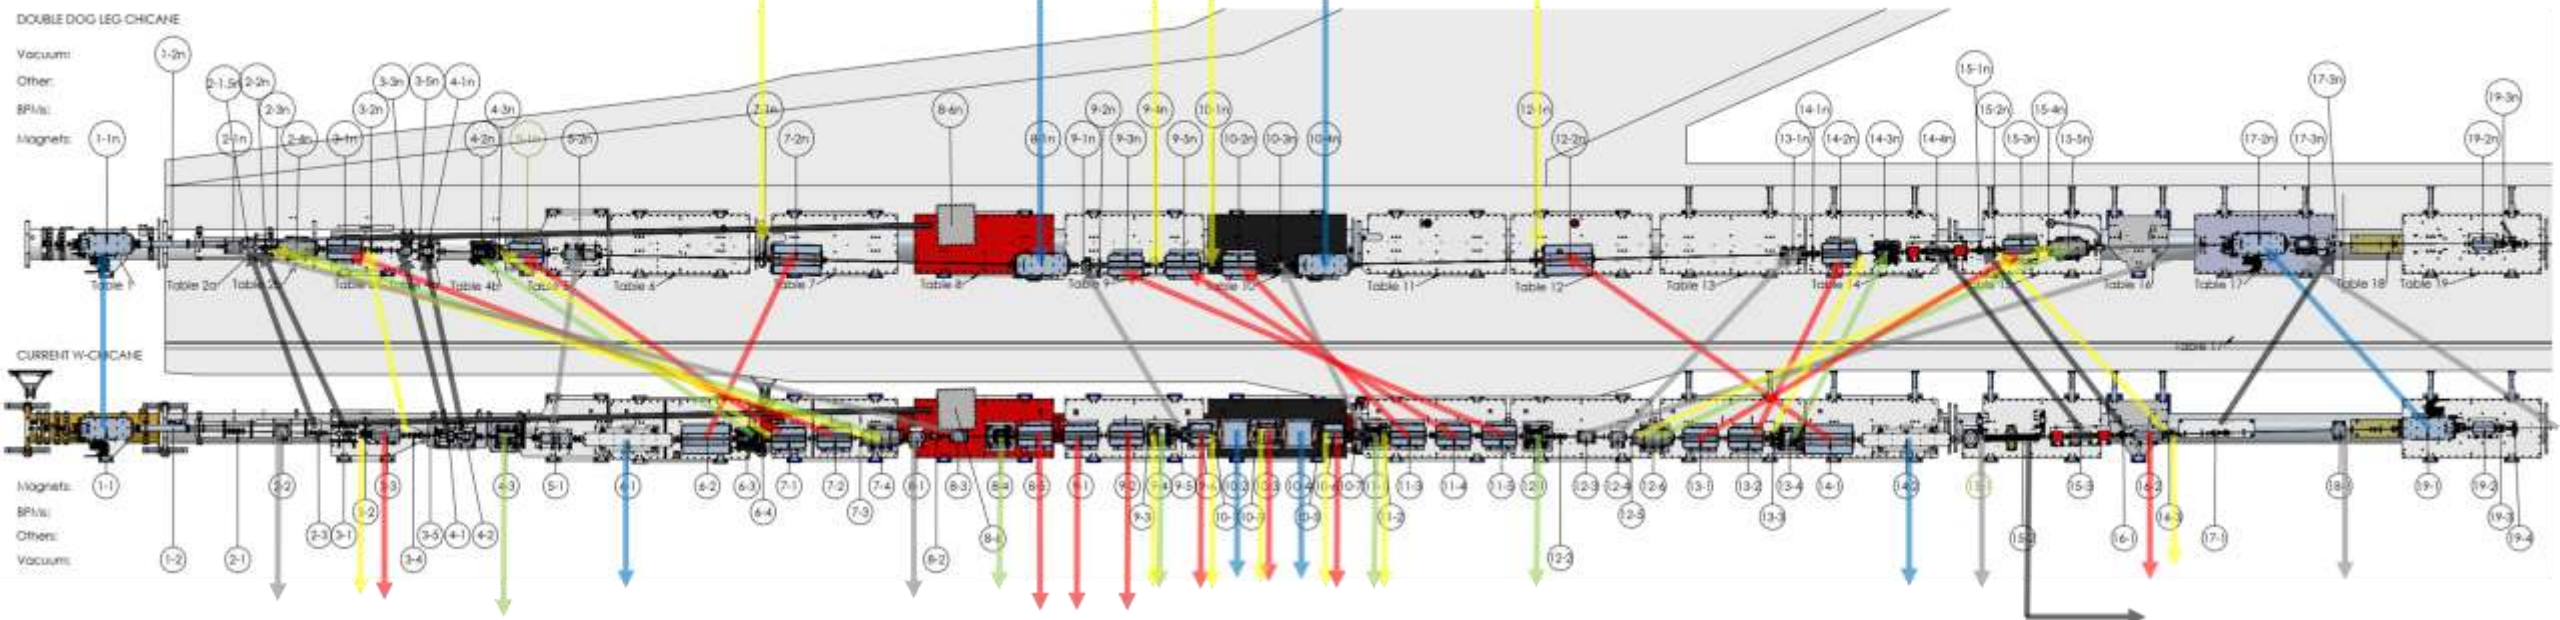 DOUBLE DOG LEG CHICANE
Vacuum: 1-2n 15-1n 17-3n
Other: 2-1.5n 2-2n 3-3n 3-5n 4-1n
BPMs: 2-3n 3-2n 4-3n 7-1n 8-6n 9-2n 9-4n 10-1n 12-1n 14-1n 15-2n 15-4n 19-3n
Magnets: 1-1n 2-1n 2-4n 3-1n 4-2n 5-2n 7-2n 8-1n 9-1n 9-3n 9-5n 10-2n 10-3n 10-4n 12-2n 13-1n 14-2n 14-3n 14-4n 15-3n 15-5n 17-2n 17-3n 19-2n
Table 1 Table 2a Table 4b Table 6 Table 7 Table 8 Table 9 Table 10 Table 11 Table 12 Table 13 Table 14 Table 16 Table 17 Table 18 Table 19
Table 17
CURRENT W-CHICANE
Magnets: 1-1 2-2 3-3 4-3 5-1 6-1 6-2 6-3 7-1 7-2 7-4 8-1 8-3 8-4 8-5 9-1 9-2 9-4 9-5 10-2 10-3 10-4 10-6 10-7 11-3 11-4 11-5 12-1 12-3 12-4 12-6 13-1 13-2 13-4 14-1 14-2 15-1 15-3 16-2 18-1 19-1 19-2
BPMs: 3-2 6-4 7-3 9-3 11-2 12-5 13-3 16-3 19-3
Others: 2-3 3-1 3-5 4-1 4-2 16-1 17-1 19-4
Vacuum: 1-2 2-1 3-4 8-2 12-2